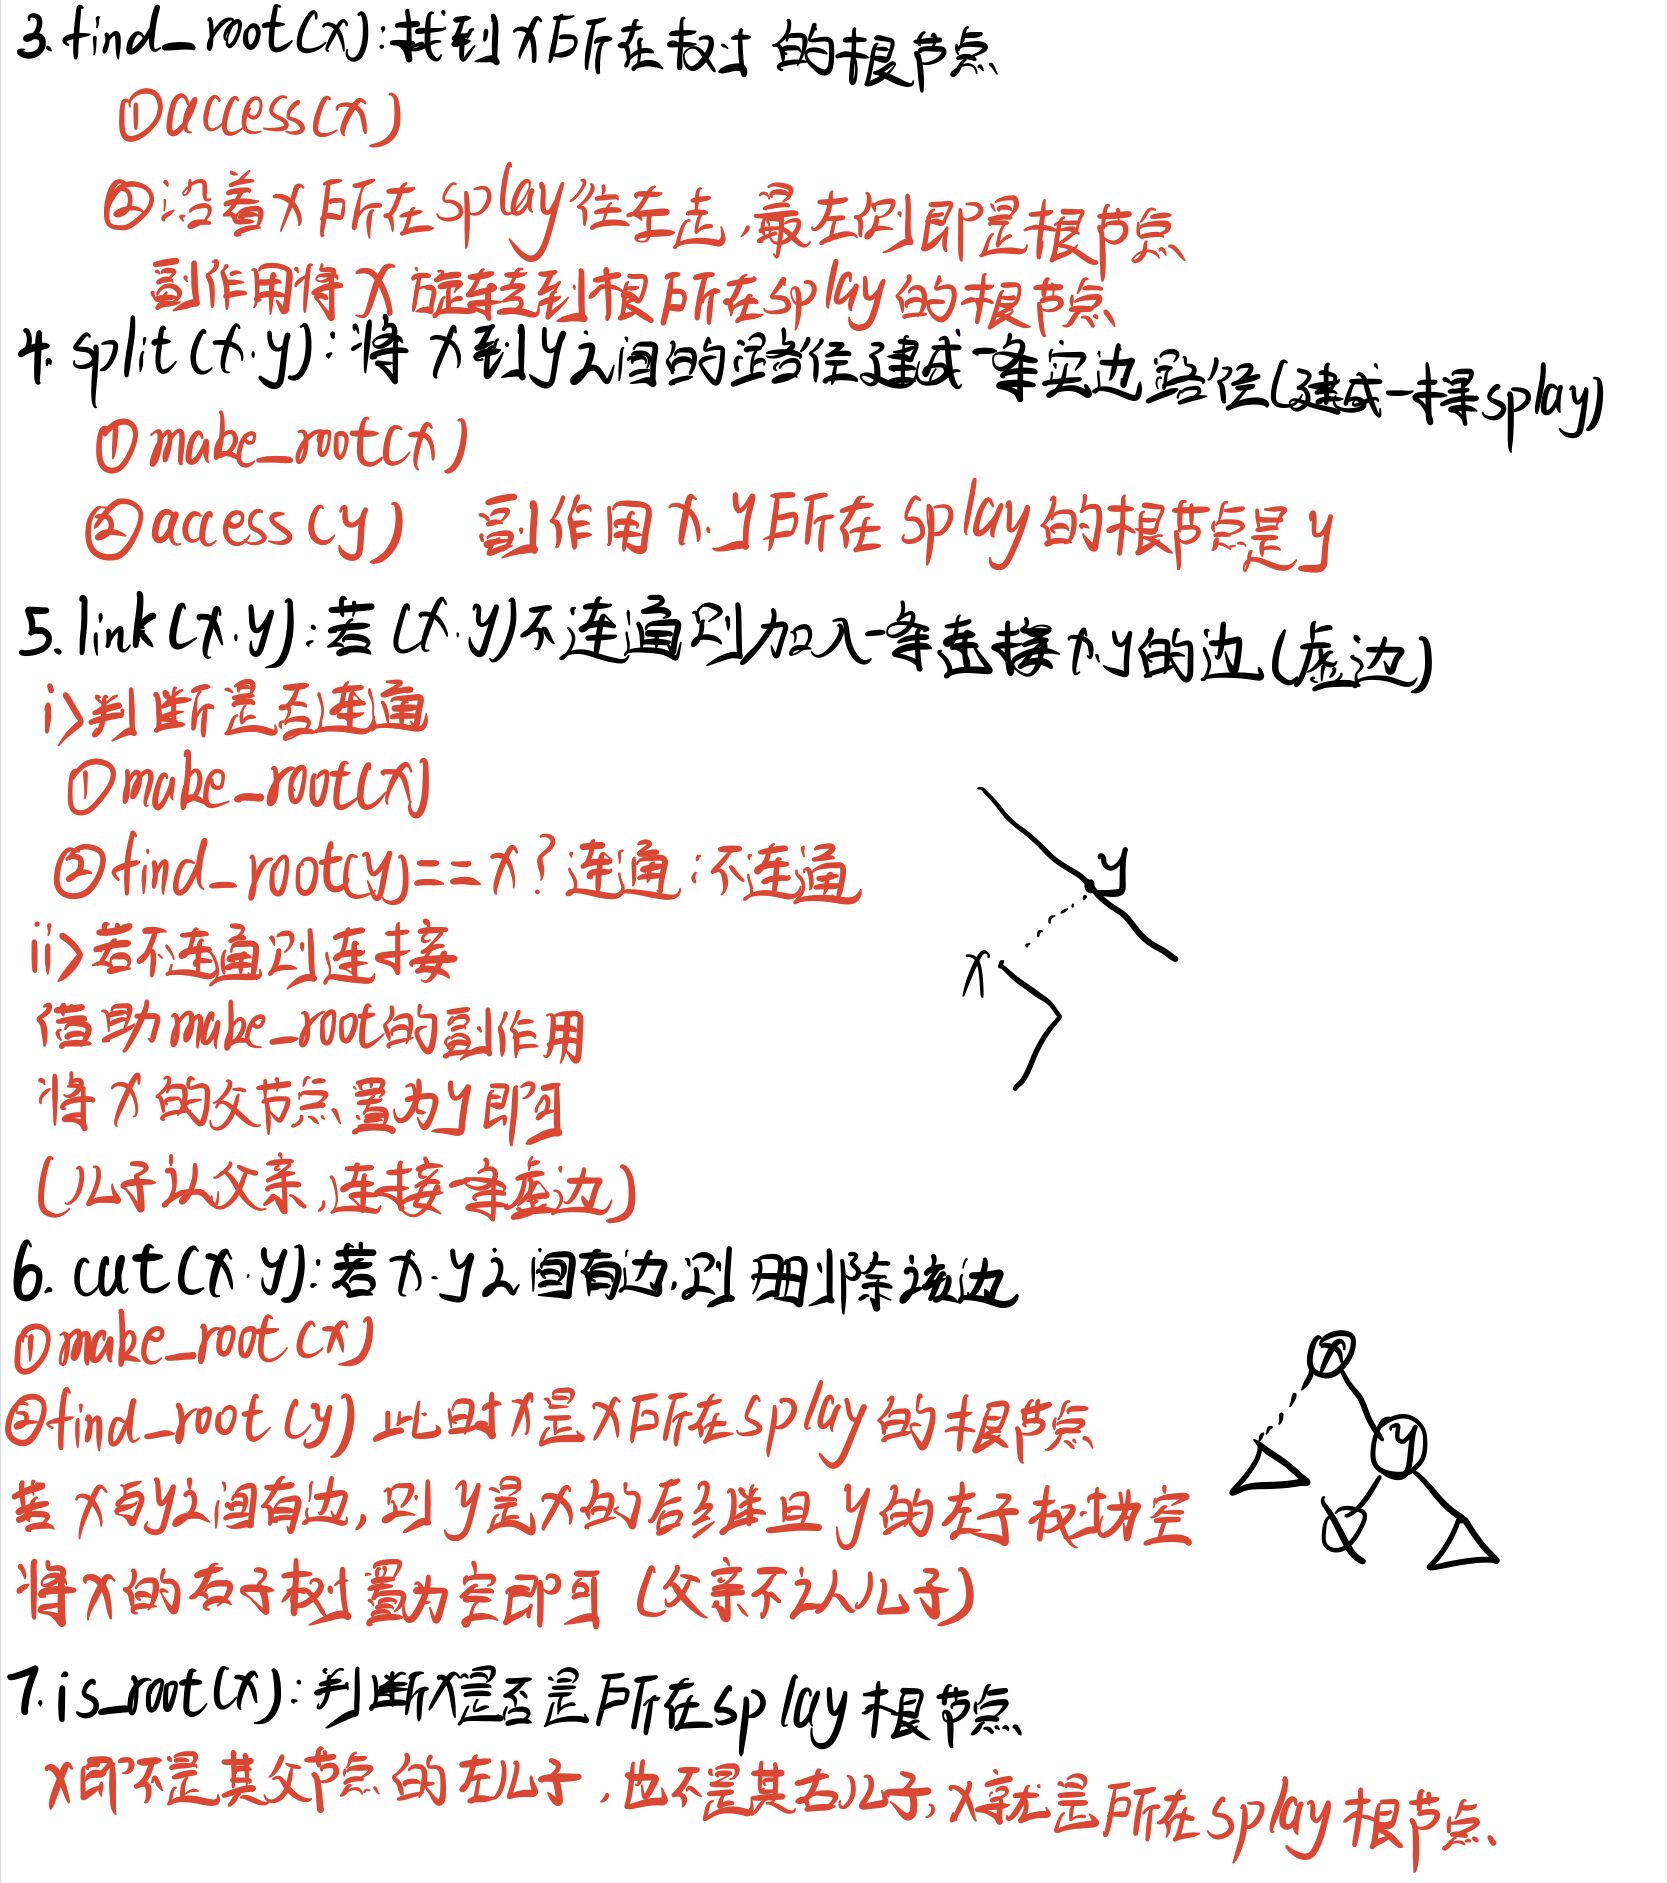 3. find_root(x):找到x所在树的根节点
①access(x)
②沿着x所在splay往左走,最左侧即是根节点
副作用将x旋转到根所在splay的根节点
4. split(x.y):将x到y之间的路径建成一条实边路径(建成一棵splay)
①make_root(x)
②access(y) 副作用x.y所在splay的根节点是y
5. link(x.y):若(x.y)不连通则加入一条连接x.y的边(虚边)
i>判断是否连通
①make_root(x)
②find_root(y)==x?连通:不连通
y
ii>若不连通则连接
x
借助make_root的副作用
将x的父节点置为y即可
(儿子认父亲,连接一条虚边)
6. cut(x.y):若x.y之间有边,则删除该边
①make_root(x)
x
②find_root(y)此时x是x所在splay的根节点
y
若x与y之间有边,则y是x的后继且y的左子树为空
将x的右子树置为空即可(父亲不认儿子)
7. is_root(x):判断x是否是所在splay根节点
x即不是其父节点的左儿子,也不是其右儿子,x就是所在splay根节点.